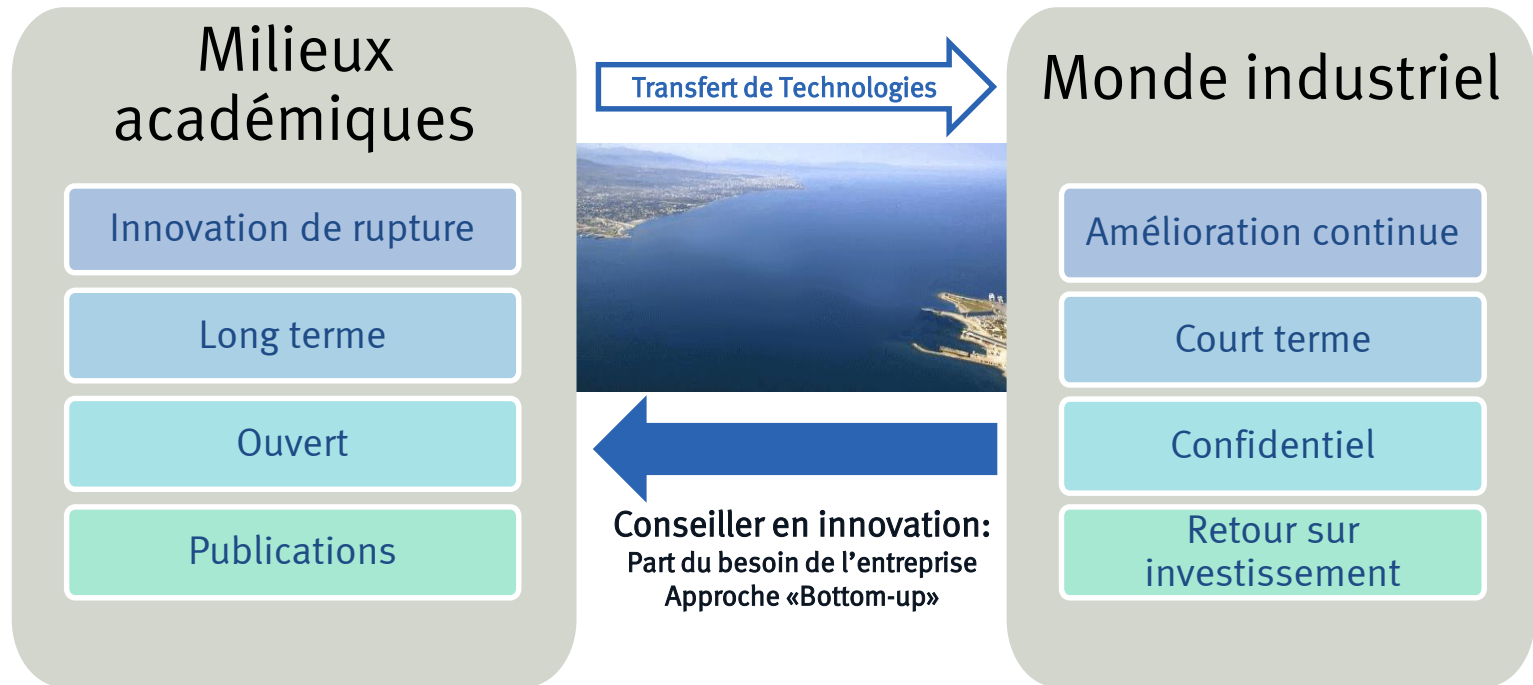 Milieux
académiques
Innovation de rupture
Long terme
Ouvert
Publications
Transfert de Technologies
Conseiller en innovation:
Part du besoin de l’entreprise
Approche «Bottom-up»
Monde industriel
Amélioration continue
Court terme
Confidentiel
Retour sur
investissement